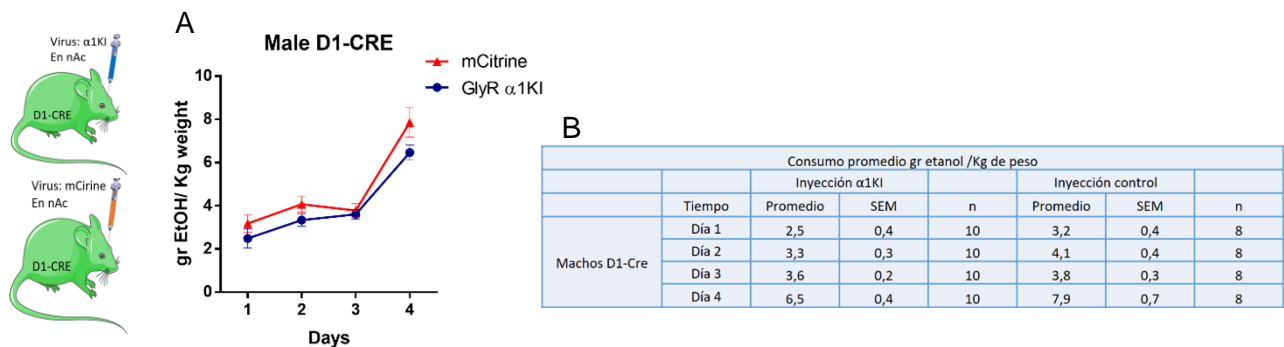 Virus: α1KI
En nAc
D1-CRE
Virus: mCirine
En nAc
D1-CRE
A
Male D1-CRE
mCitrine
GlyR α1KI
gr EtOH/ Kg weight
10
8
6
4
2
0
1 2 3 4
Days
B
Consumo promedio gr etanol /Kg de peso
Inyección α1KI Inyección control
Tiempo Promedio SEM n Promedio SEM n
Machos D1-Cre
Día 1 2,5 0,4 10 3,2 0,4 8
Día 2 3,3 0,3 10 4,1 0,4 8
Día 3 3,6 0,2 10 3,8 0,3 8
Día 4 6,5 0,4 10 7,9 0,7 8